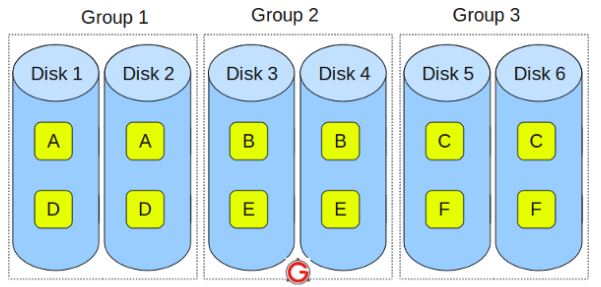 Group 1 Group 2 Group 3
Disk 1 Disk 2 Disk 3 Disk 4 Disk 5 Disk 6
A A B B C C
D D E E F F
G